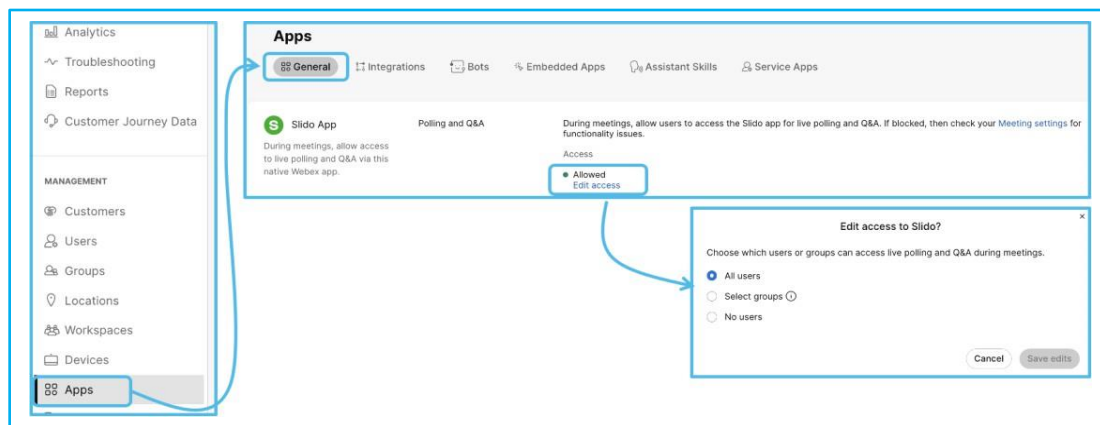 Analytics
Troubleshooting
Reports
Customer Journey Data
MANAGEMENT
Customers
Users
Groups
Locations
Workspaces
Devices
Apps
Apps
General
Integrations
Bots
Embedded Apps
Assistant Skills
Service Apps
S
Slido App
During meetings, allow access
to live polling and Q&A via this
native Webex app.
Polling and Q&A
During meetings, allow users to access the Slido app for live polling and Q&A. If blocked, then check your Meeting settings for
functionality issues.
Access
Allowed
Edit access
Edit access to Slido?
Choose which users or groups can access live polling and Q&A during meetings.
All users
Select groups
No users
Cancel
Save edits